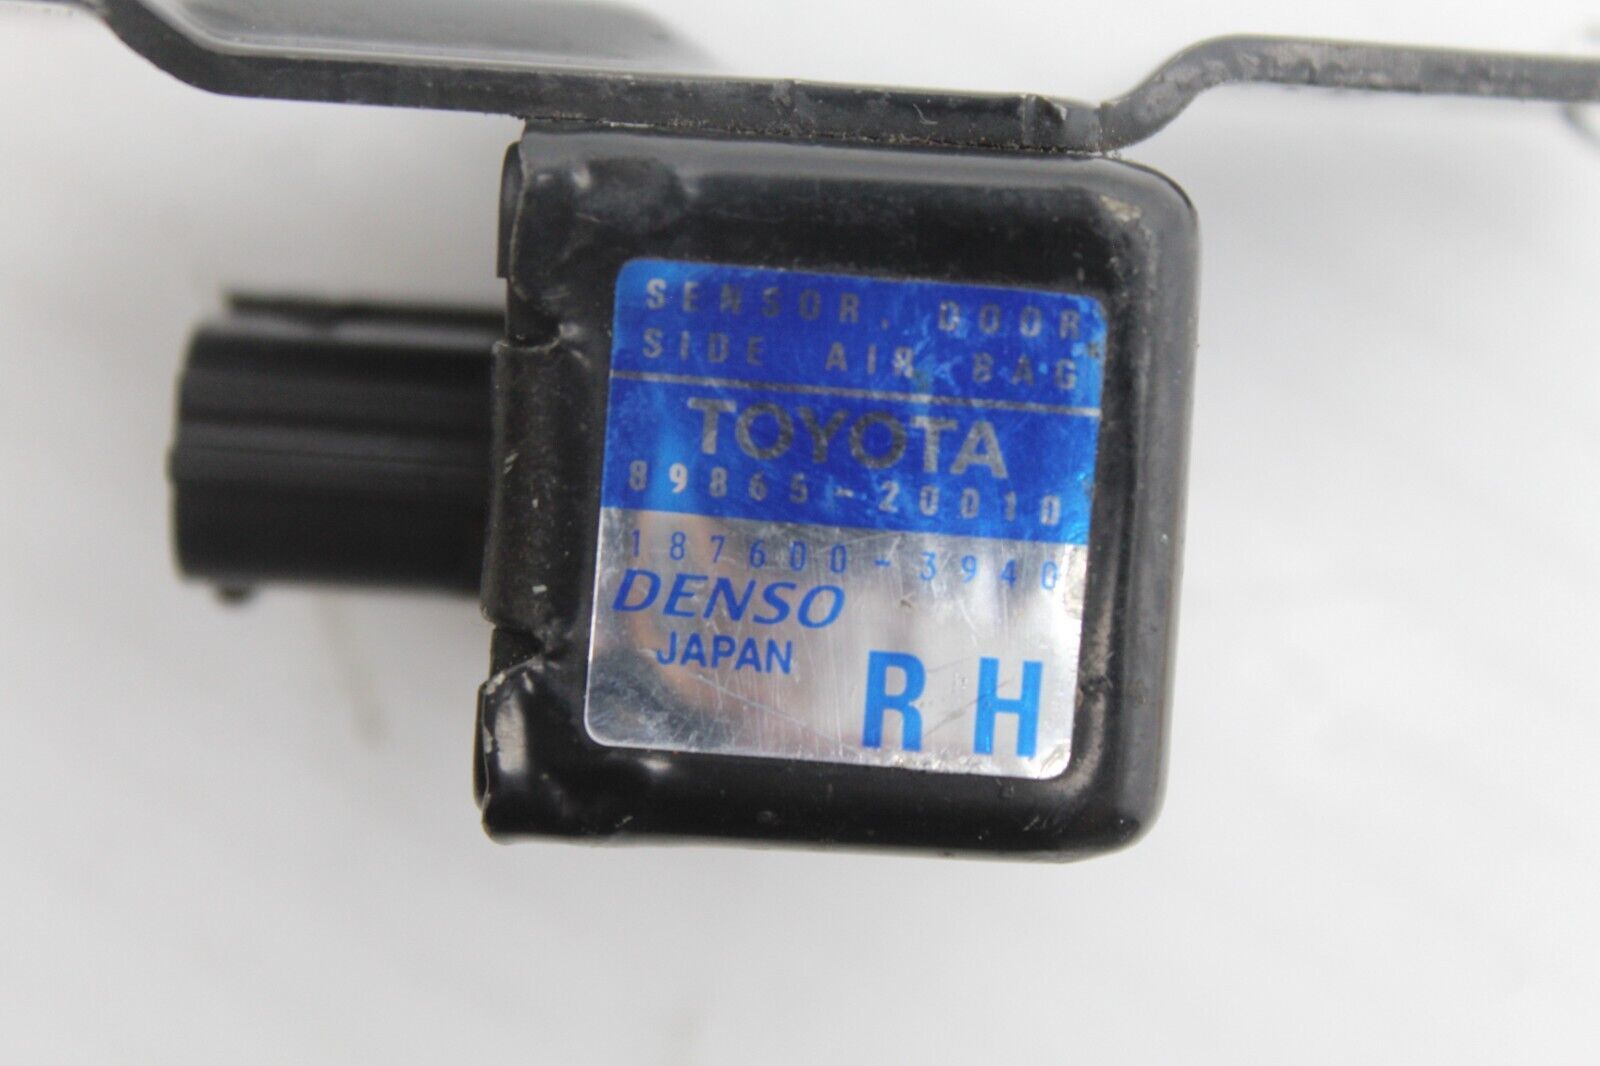 SENSOR, DOOR
SIDE AIR BAG
TOYOTA
89865-20010
187600-3940
DENSO
JAPAN
RH